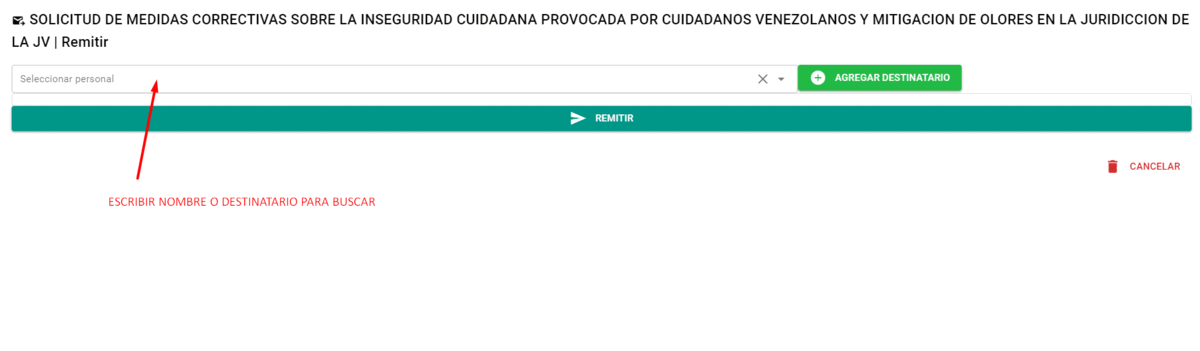 SOLICITUD DE MEDIDAS CORRECTIVAS SOBRE LA INSEGURIDAD CUIDADANA PROVOCADA POR CUIDADANOS VENEZOLANOS Y MITIGACION DE OLORES EN LA JURIDICCION DE
LA JV | Remitir
Seleccionar personal
AGREGAR DESTINATARIO
REMITIR
CANCELAR
ESCRIBIR NOMBRE O DESTINATARIO PARA BUSCAR